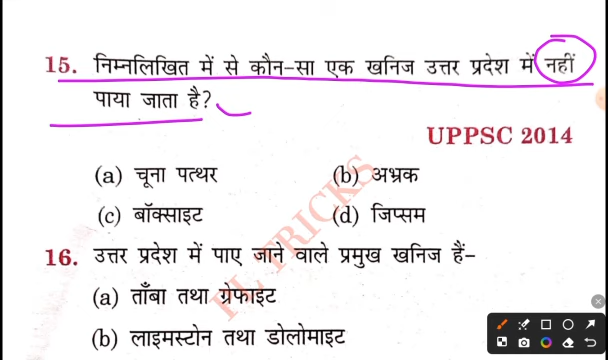 15. निम्नलिखित में से कौन-सा एक खनिज उत्तर प्रदेश में नहीं
पाया जाता है?
UPPSC 2014
(a) चूना पत्थर (b) अभ्रक
(c) बॉक्साइट (d) जिप्सम
16. उत्तर प्रदेश में पाए जाने वाले प्रमुख खनिज हैं-
(a) ताँबा तथा ग्रेफाइट
(b) लाइमस्टोन तथा डोलोमाइट